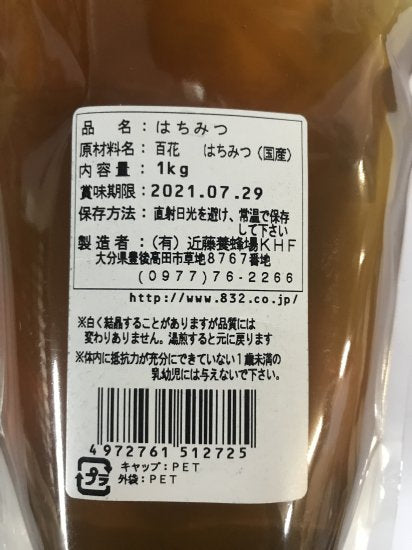 品　名：はちみつ
原材料名：百花　はちみつ（国産）
内容量：1kg
賞味期限：2021.07.29
保存方法：直射日光を避け、常温で保存
して下さい
製造者：（有）近藤養蜂場KHF
大分県豊後高田市草地8767番地
(0977)76-2266
http://www.832.co.jp/
※白く結晶することがありますが品質には
変わりありません。湯煎すると元に戻ります
※体内に抵抗力が充分にできていない1歳未満の
乳幼児には与えないで下さい。
4972761 512725
プラ
キャップ：PET
外袋：PET